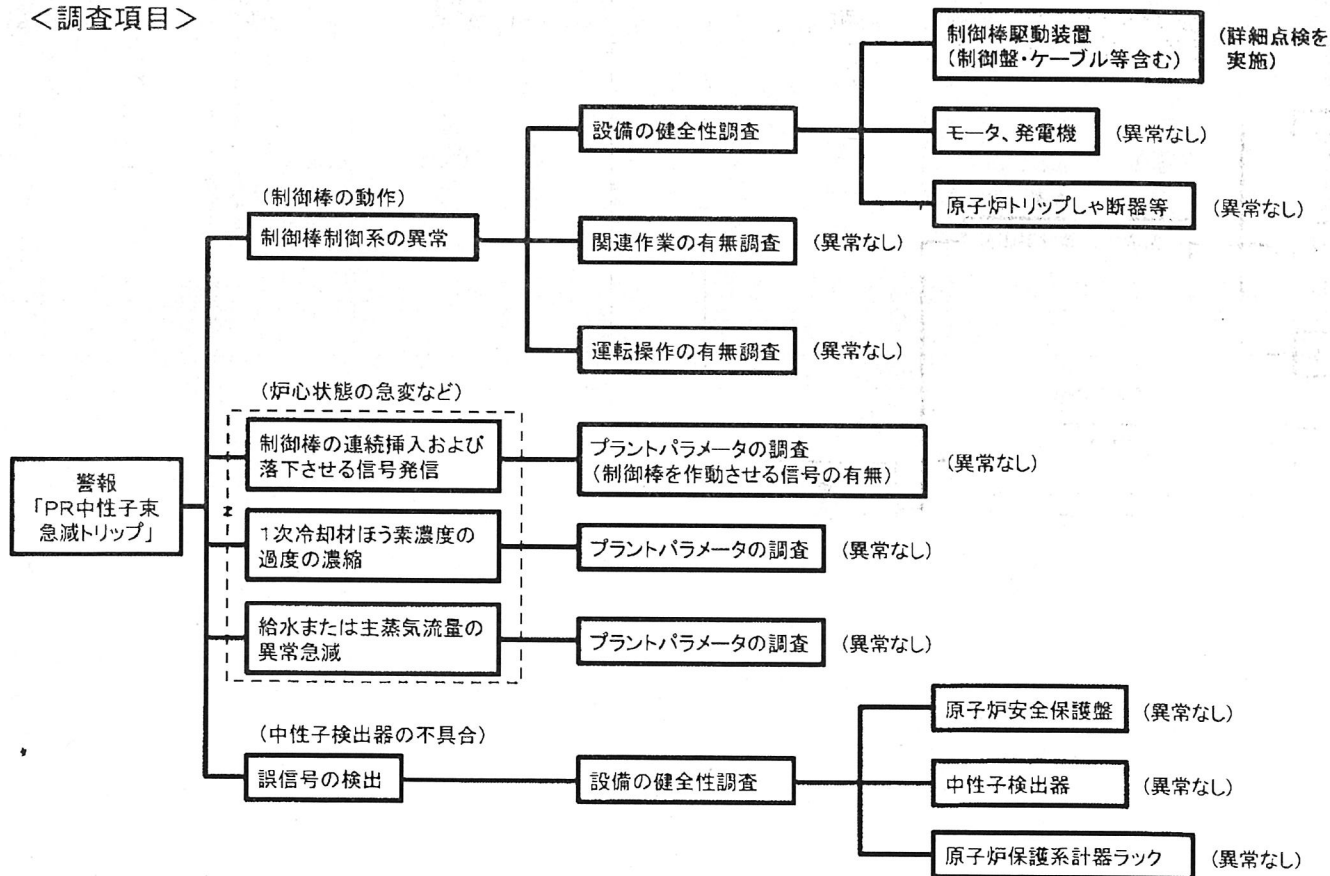 ＜調査項目＞
制御棒駆動装置
(制御盤・ケーブル等含む)
(詳細点検を
実施)
設備の健全性調査
モータ、発電機
(異常なし)
(制御棒の動作)
原子炉トリップしゃ断器等
(異常なし)
制御棒制御系の異常
関連作業の有無調査
(異常なし)
運転操作の有無調査
(異常なし)
(炉心状態の急変など)
制御棒の連続挿入および
落下させる信号発信
プラントパラメータの調査
(制御棒を作動させる信号の有無)
(異常なし)
警報
「PR中性子束
急減トリップ」
1次冷却材ほう素濃度の
過度の濃縮
プラントパラメータの調査
(異常なし)
給水または主蒸気流量の
異常急減
プラントパラメータの調査
(異常なし)
(中性子検出器の不具合)
原子炉安全保護盤
(異常なし)
誤信号の検出
設備の健全性調査
中性子検出器
(異常なし)
原子炉保護系計器ラック
(異常なし)